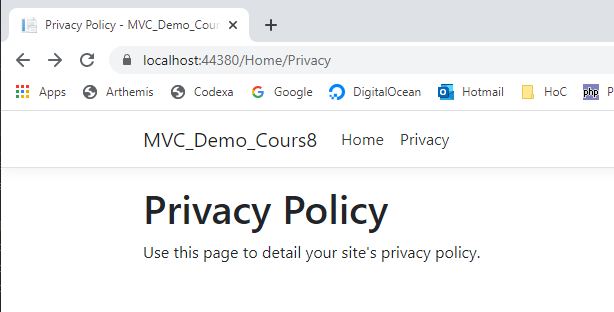 Privacy Policy - MVC_Demo_Cour
localhost:44380/Home/Privacy
Apps Arthemis Codexa Google DigitalOcean Hotmail HoC php P
MVC_Demo_Cours8 Home Privacy
Privacy Policy
Use this page to detail your site's privacy policy.